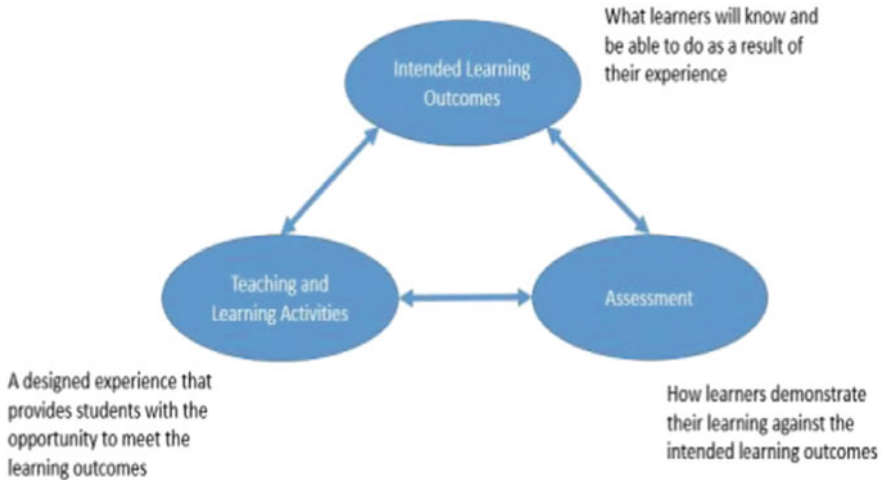 What learners will know and
be able to do as a result of
their experience
Intended Learning
Outcomes
Teaching and
Learning Activities
Assessment
A designed experience that
provides students with the
opportunity to meet the
learning outcomes
How learners demonstrate
their learning against the
intended learning outcomes